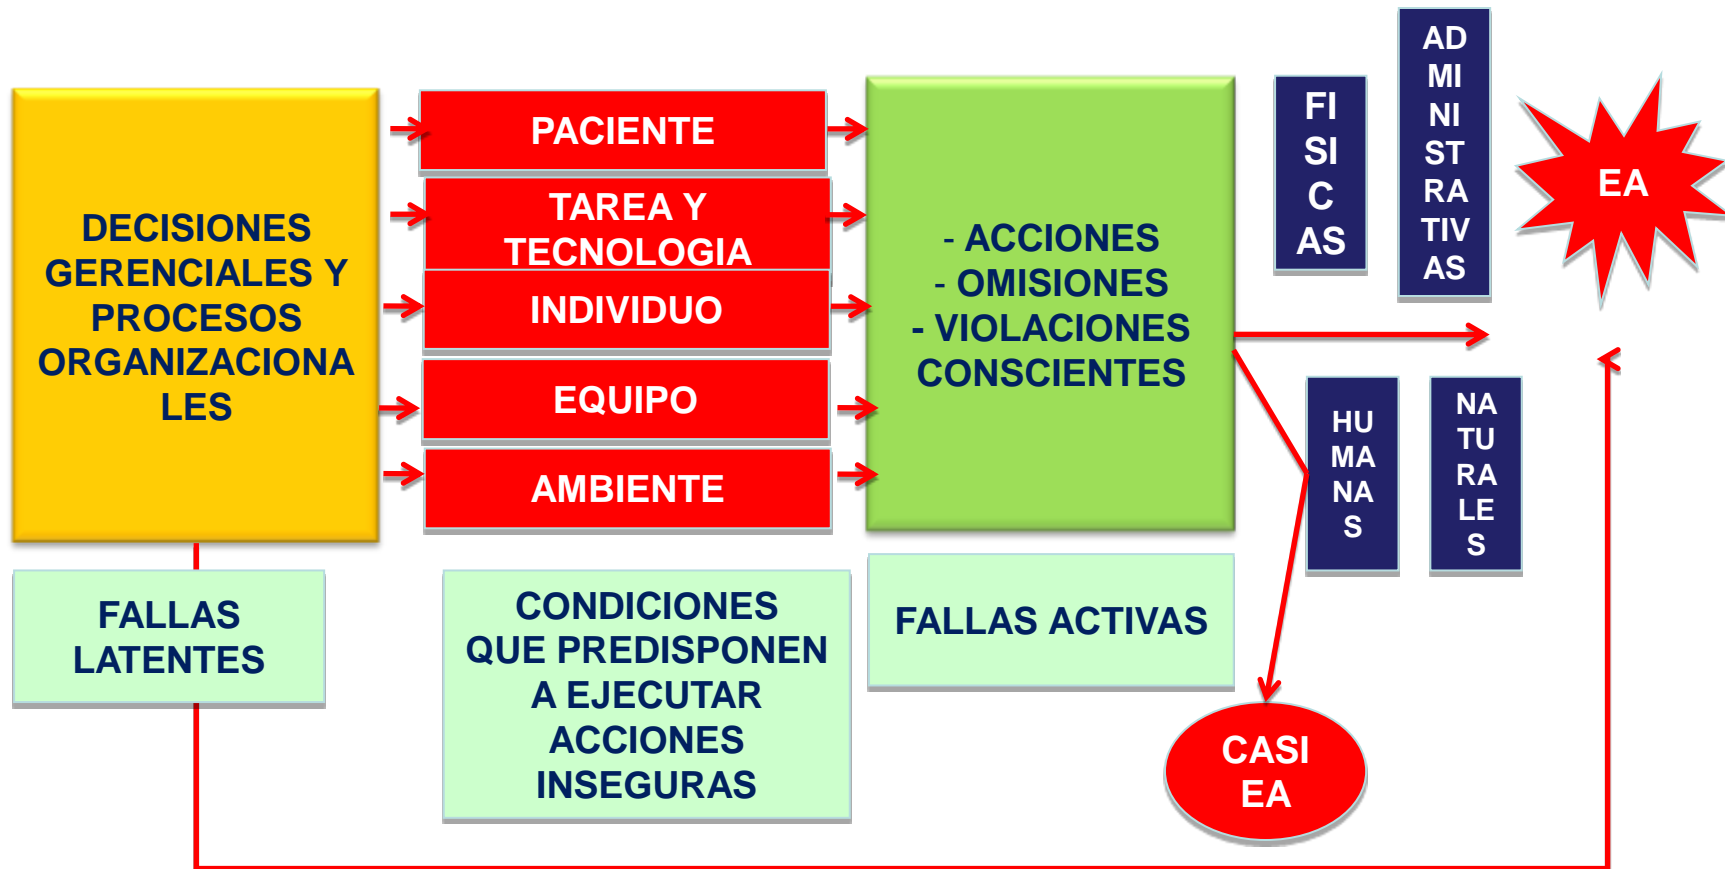 DECISIONES
GERENCIALES Y
PROCESOS
ORGANIZACIONA
LES
PACIENTE
TAREA Y
TECNOLOGIA
INDIVIDUO
EQUIPO
AMBIENTE
- ACCIONES
- OMISIONES
- VIOLACIONES
CONSCIENTES
FI
SI
C
AS
AD
MI
NI
ST
RA
TIV
AS
EA
HU
MA
NA
S
NA
TU
RA
LE
S
FALLAS
LATENTES
CONDICIONES
QUE PREDISPONEN
A EJECUTAR
ACCIONES
INSEGURAS
FALLAS ACTIVAS
CASI
EA